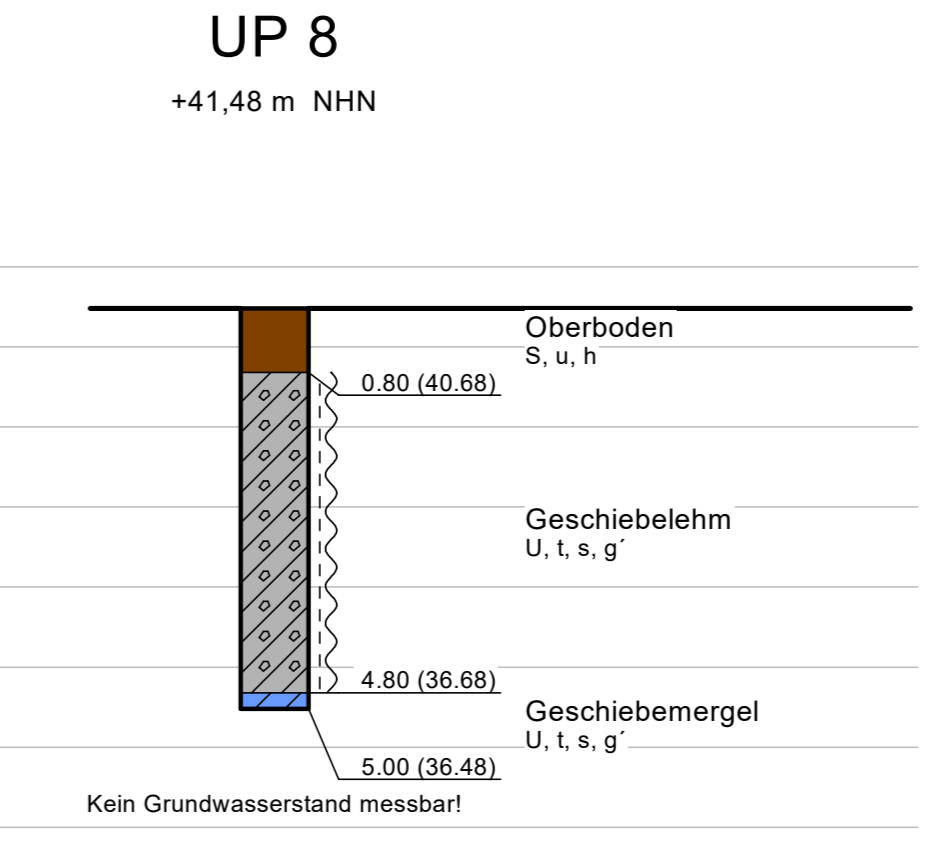 UP 8
+41,48 m NHN
Oberboden
S, u, h
0.80 (40.68)
Geschiebelehm
U, t, s, g´
4.80 (36.68)
Geschiebemergel
U, t, s, g´
5.00 (36.48)
Kein Grundwasserstand messbar!